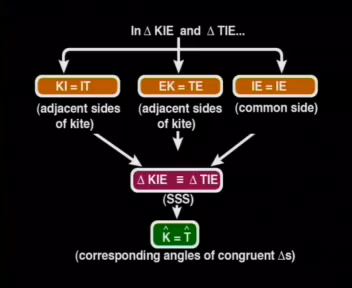 In Δ KIE and Δ TIE...
KI = IT
EK = TE
IE = IE
(adjacent sides
of kite)
(adjacent sides
of kite)
(common side)
Δ KIE ≡ Δ TIE
(SSS)
K̂ = T̂
(corresponding angles of congruent Δs)